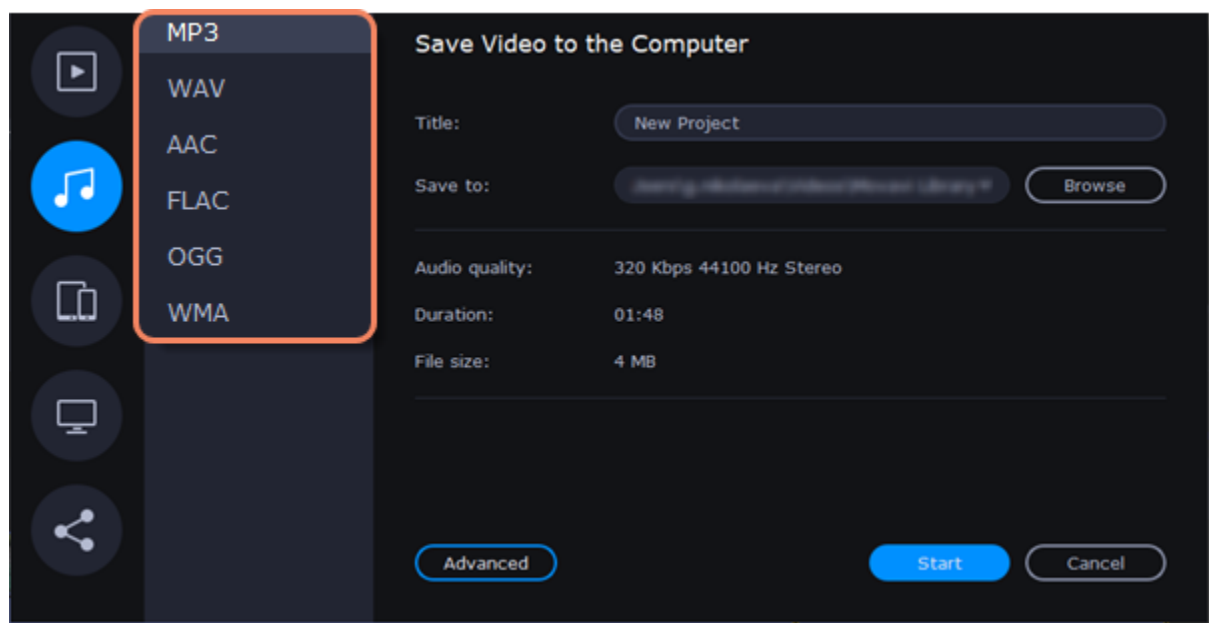 MP3
WAV
AAC
FLAC
OGG
WMA
Save Video to the Computer
Title: New Project
Save to: Browse
Audio quality: 320 Kbps 44100 Hz Stereo
Duration: 01:48
File size: 4 MB
Advanced Start Cancel